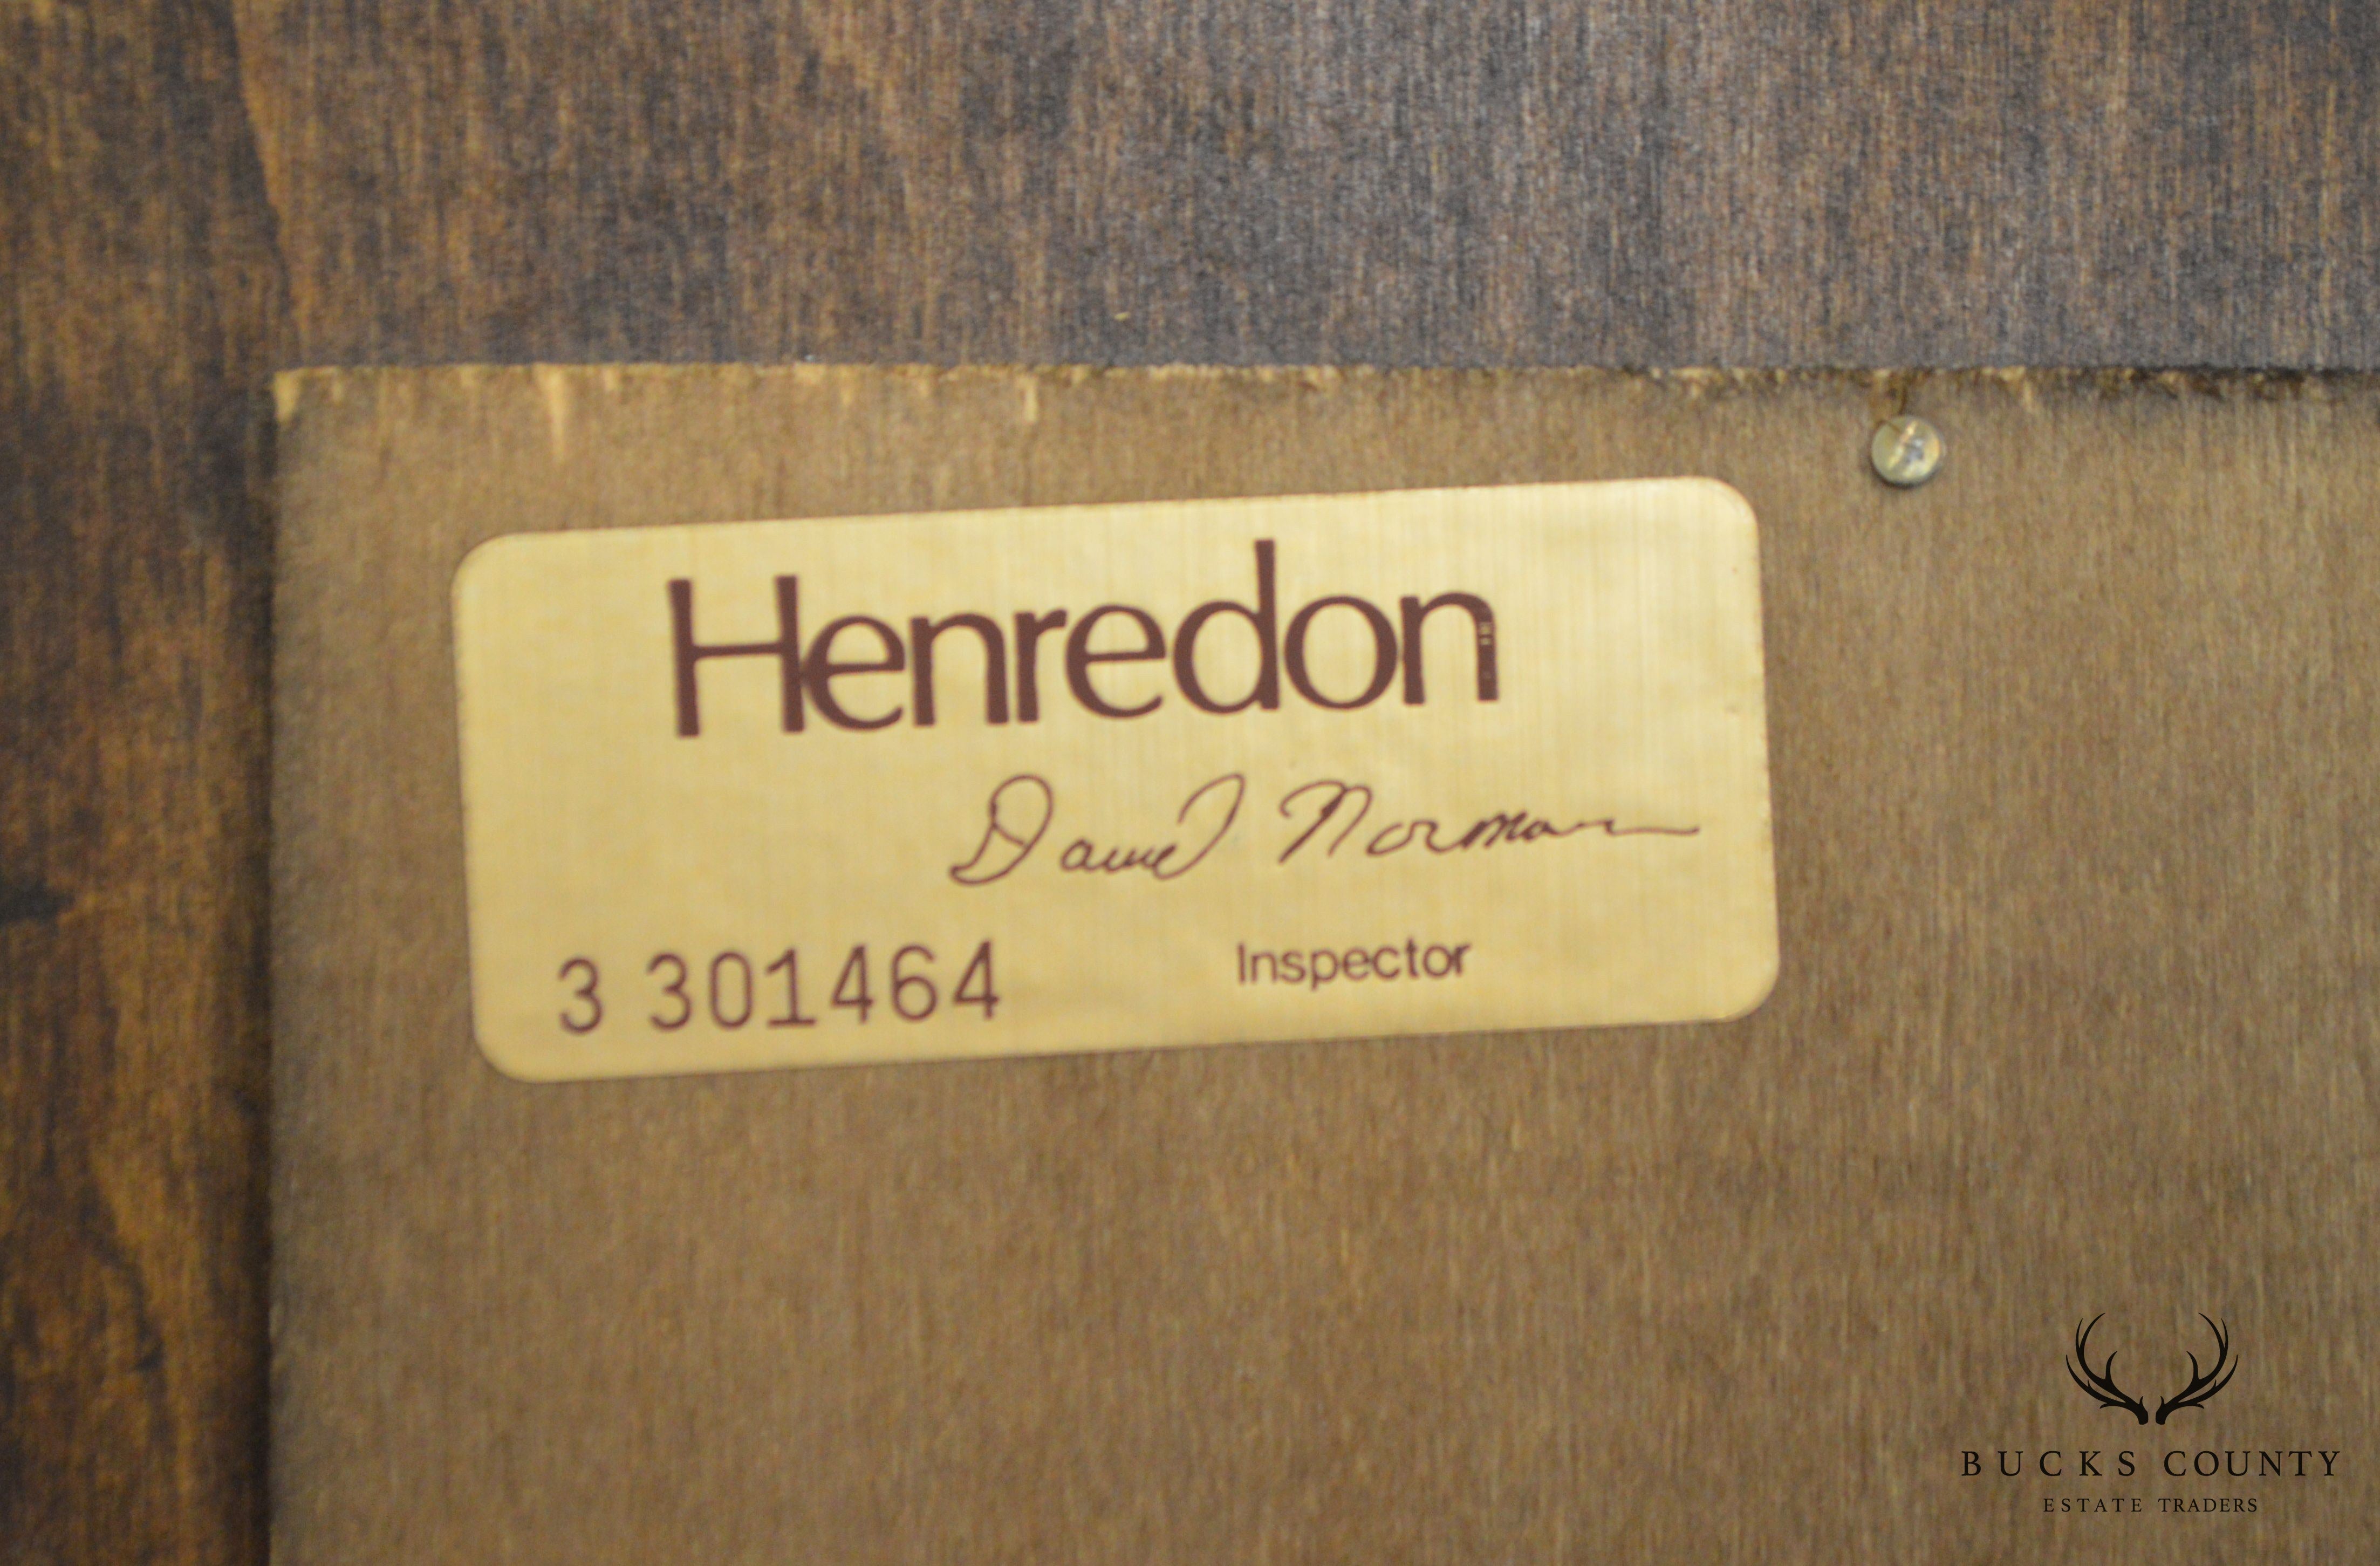 Henredon
David Norman
3 301464 Inspector
BUCKS COUNTY
ESTATE TRADERS